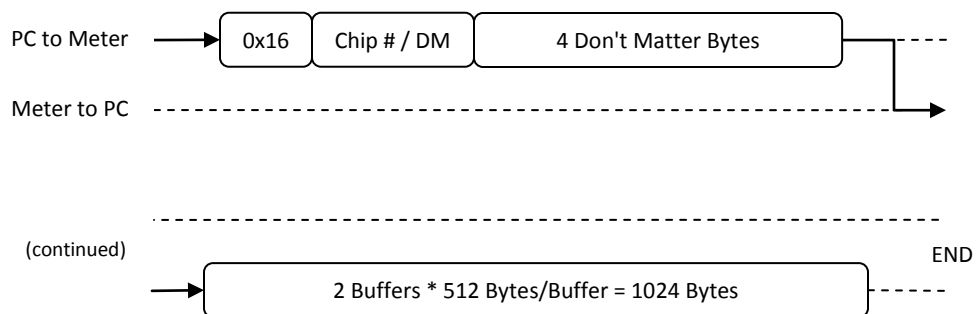 PC to Meter 0x16 Chip # / DM 4 Don't Matter Bytes
Meter to PC
(continued) END
2 Buffers * 512 Bytes/Buffer = 1024 Bytes